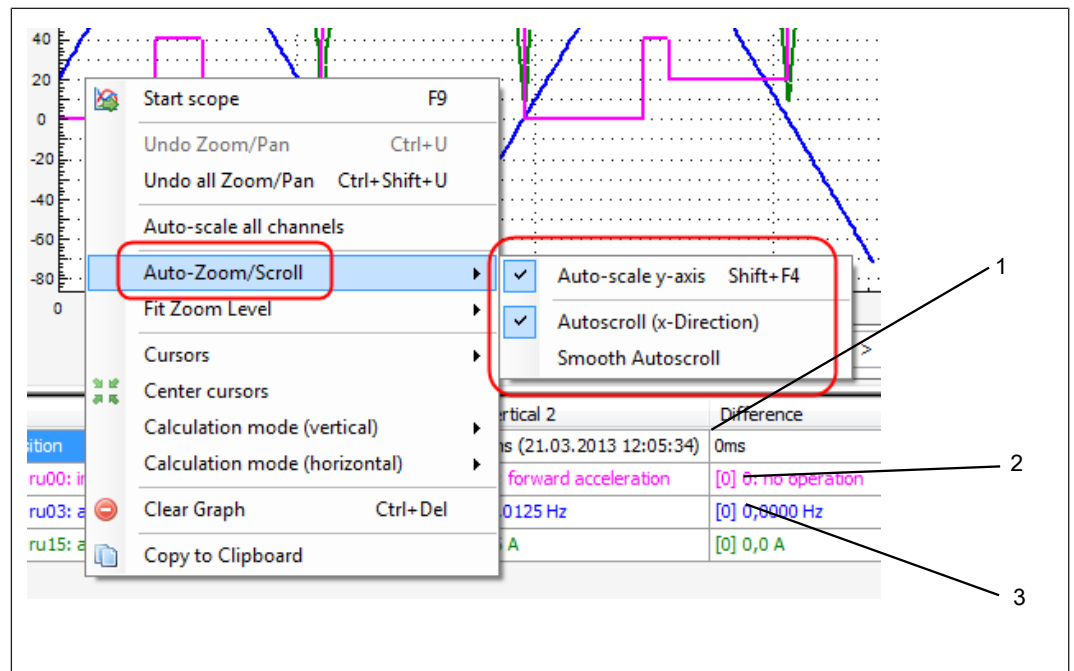 40
20
0
-20
-40
-60
-80
0
Start scope F9
Undo Zoom/Pan Ctrl+U
Undo all Zoom/Pan Ctrl+Shift+U
Auto-scale all channels
Auto-Zoom/Scroll
Fit Zoom Level
Cursors
Center cursors
Calculation mode (vertical)
Calculation mode (horizontal)
Clear Graph Ctrl+Del
Copy to Clipboard
Auto-scale y-axis Shift+F4
Autoscroll (x-Direction)
Smooth Autoscroll
>
1
2
3
ertical 2 Difference
ition s (21.03.2013 12:05:34) 0ms
ru00: forward acceleration [0] 0: no operation
ru03: 0125 Hz [0] 0,0000 Hz
ru15: A [0] 0,0 A